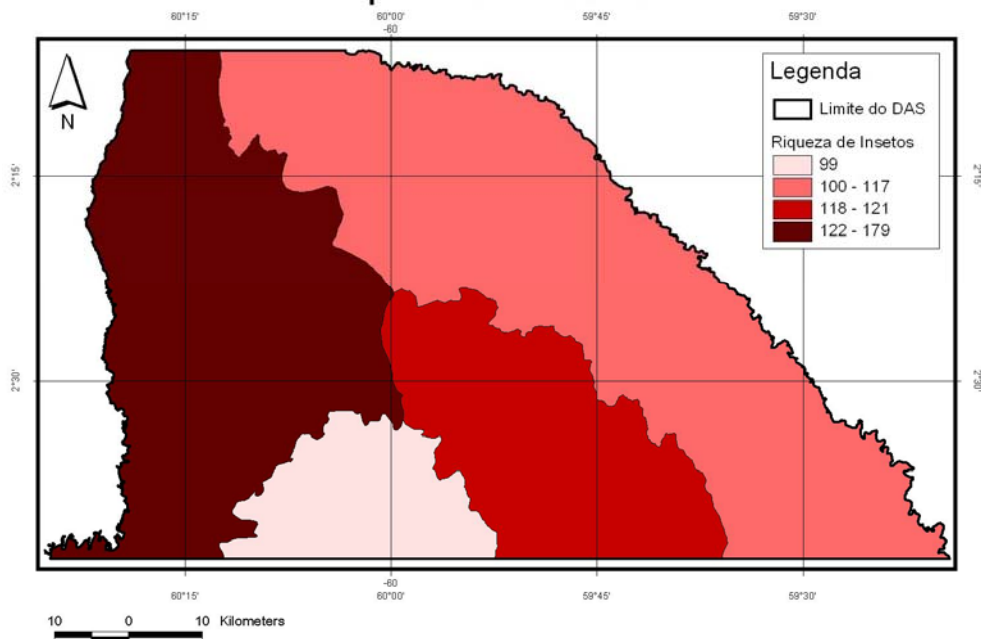 60°15' 60°00' 59°45' 59°30'
-60
N
Legenda
Limite do DAS
Riqueza de Insetos
99
100 - 117
118 - 121
122 - 179
2°15' 2°15'
2°30' 2°30'
-60
60°15' 60°00' 59°45' 59°30'
10 0 10 Kilometers